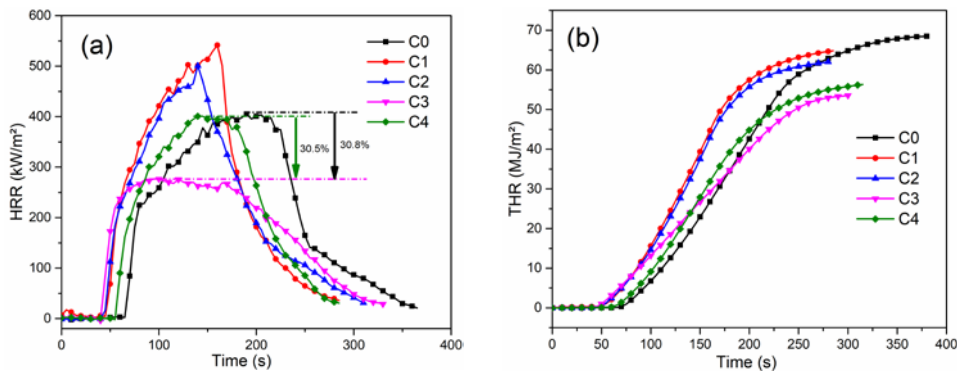 (a)
C0
C1
C2
C3
C4
30.5%
30.8%
HRR (kW/m²)
600
500
400
300
200
100
0
0 100 200 300 400
Time (s)
(b)
C0
C1
C2
C3
C4
THR (MJ/m²)
70
60
50
40
30
20
10
0
0 50 100 150 200 250 300 350 400
Time (s)